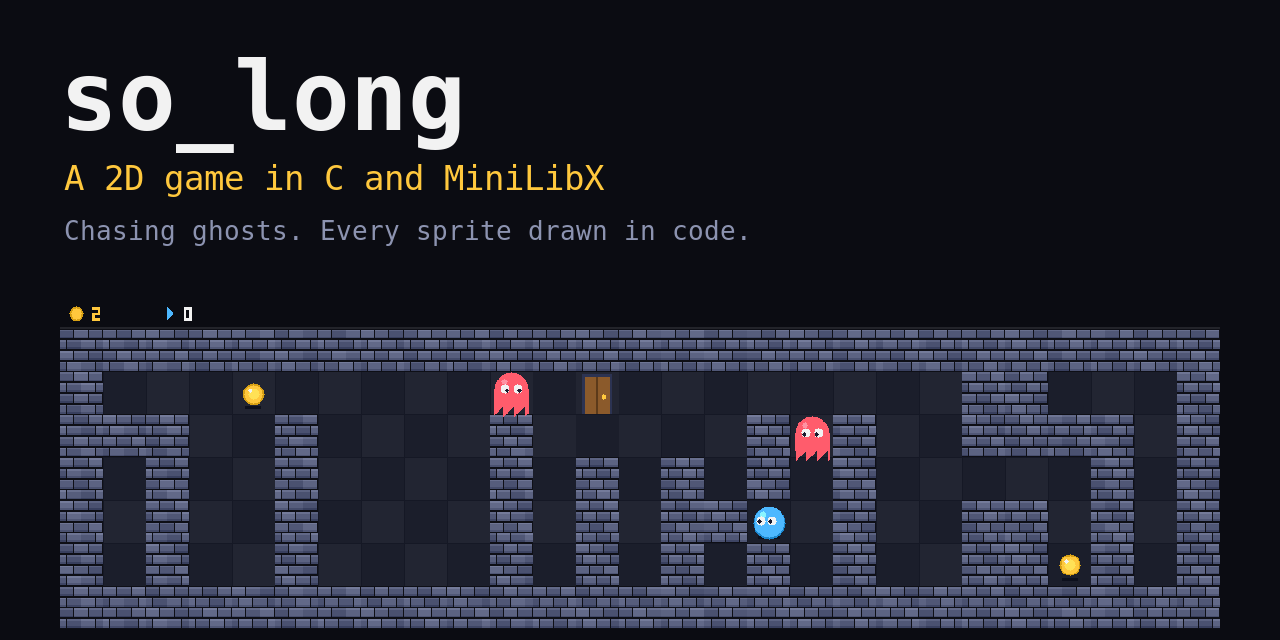 so_long
A 2D game in C and MiniLibX
Chasing ghosts. Every sprite drawn in code.
2 0